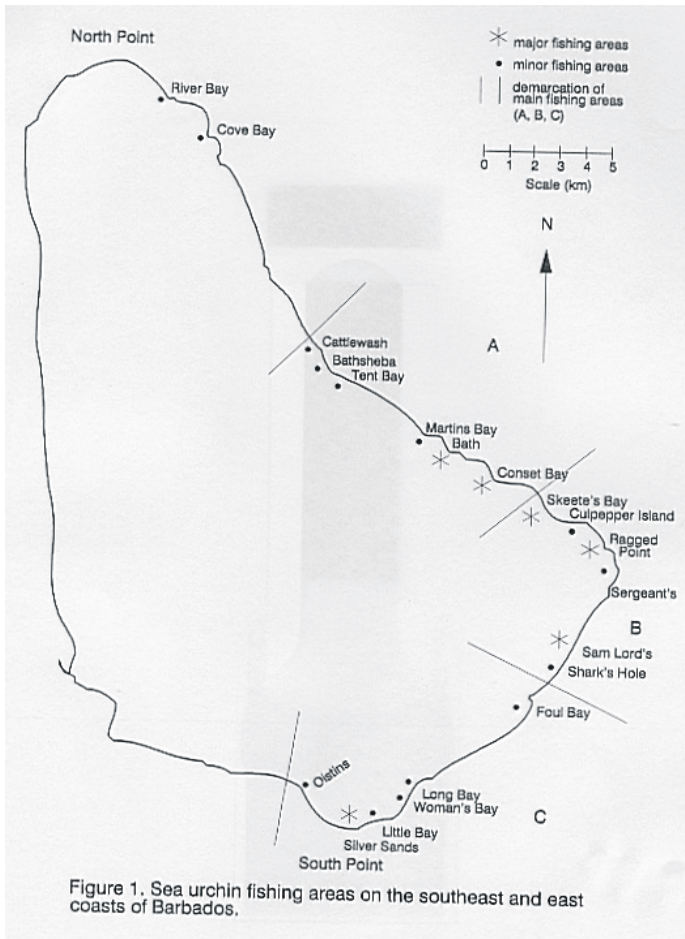 North Point
major fishing areas
minor fishing areas
demarcation of
main fishing areas
(A, B, C)
River Bay
Cove Bay
0 1 2 3 4 5
Scale (km)
N
Cattlewash
A
Bathsheba
Tent Bay
Martins Bay
Bath
Conset Bay
Skeete's Bay
Culpepper Island
Ragged
Point
Sergeant's
B
Sam Lord's
Shark's Hole
Foul Bay
Oistins
Long Bay
Woman's Bay
C
Little Bay
Silver Sands
South Point
Figure 1. Sea urchin fishing areas on the southeast and east
coasts of Barbados.